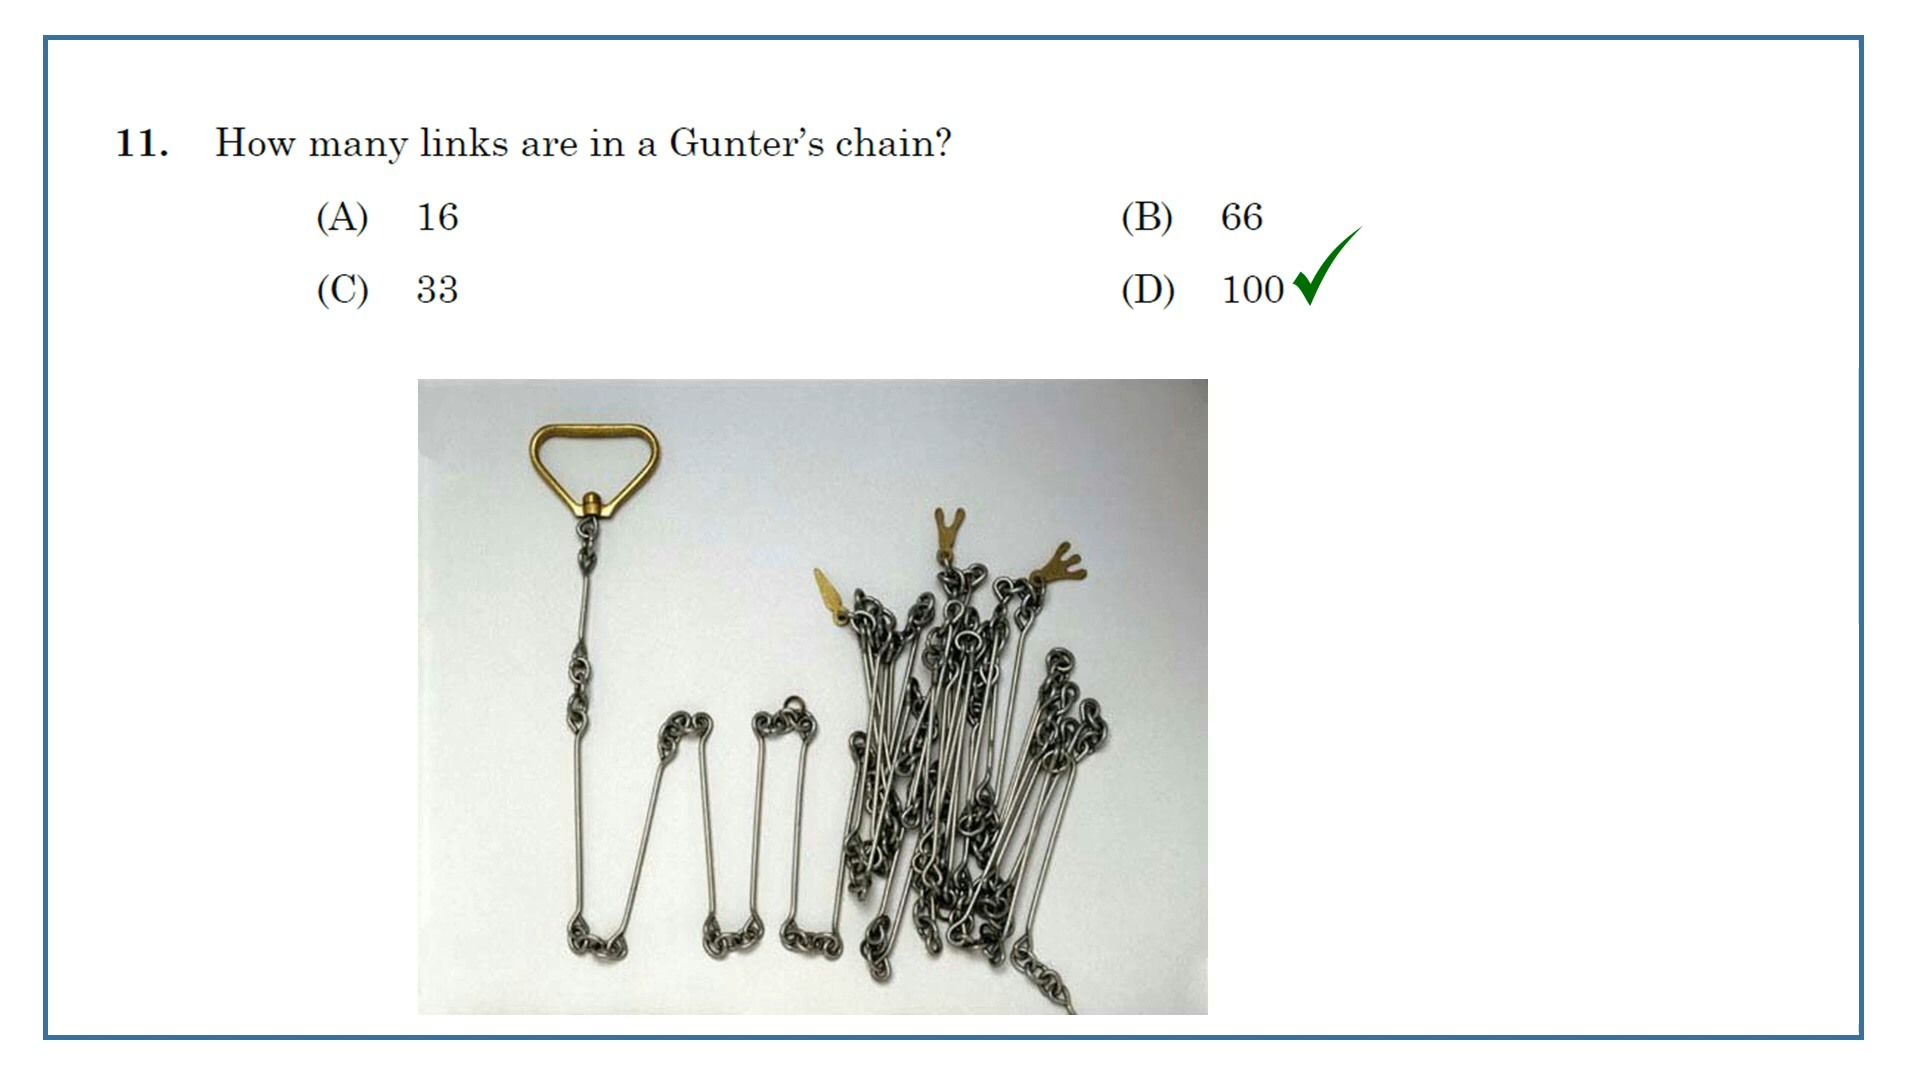 11. How many links are in a Gunter’s chain?
(A) 16 (B) 66
(C) 33 (D) 100